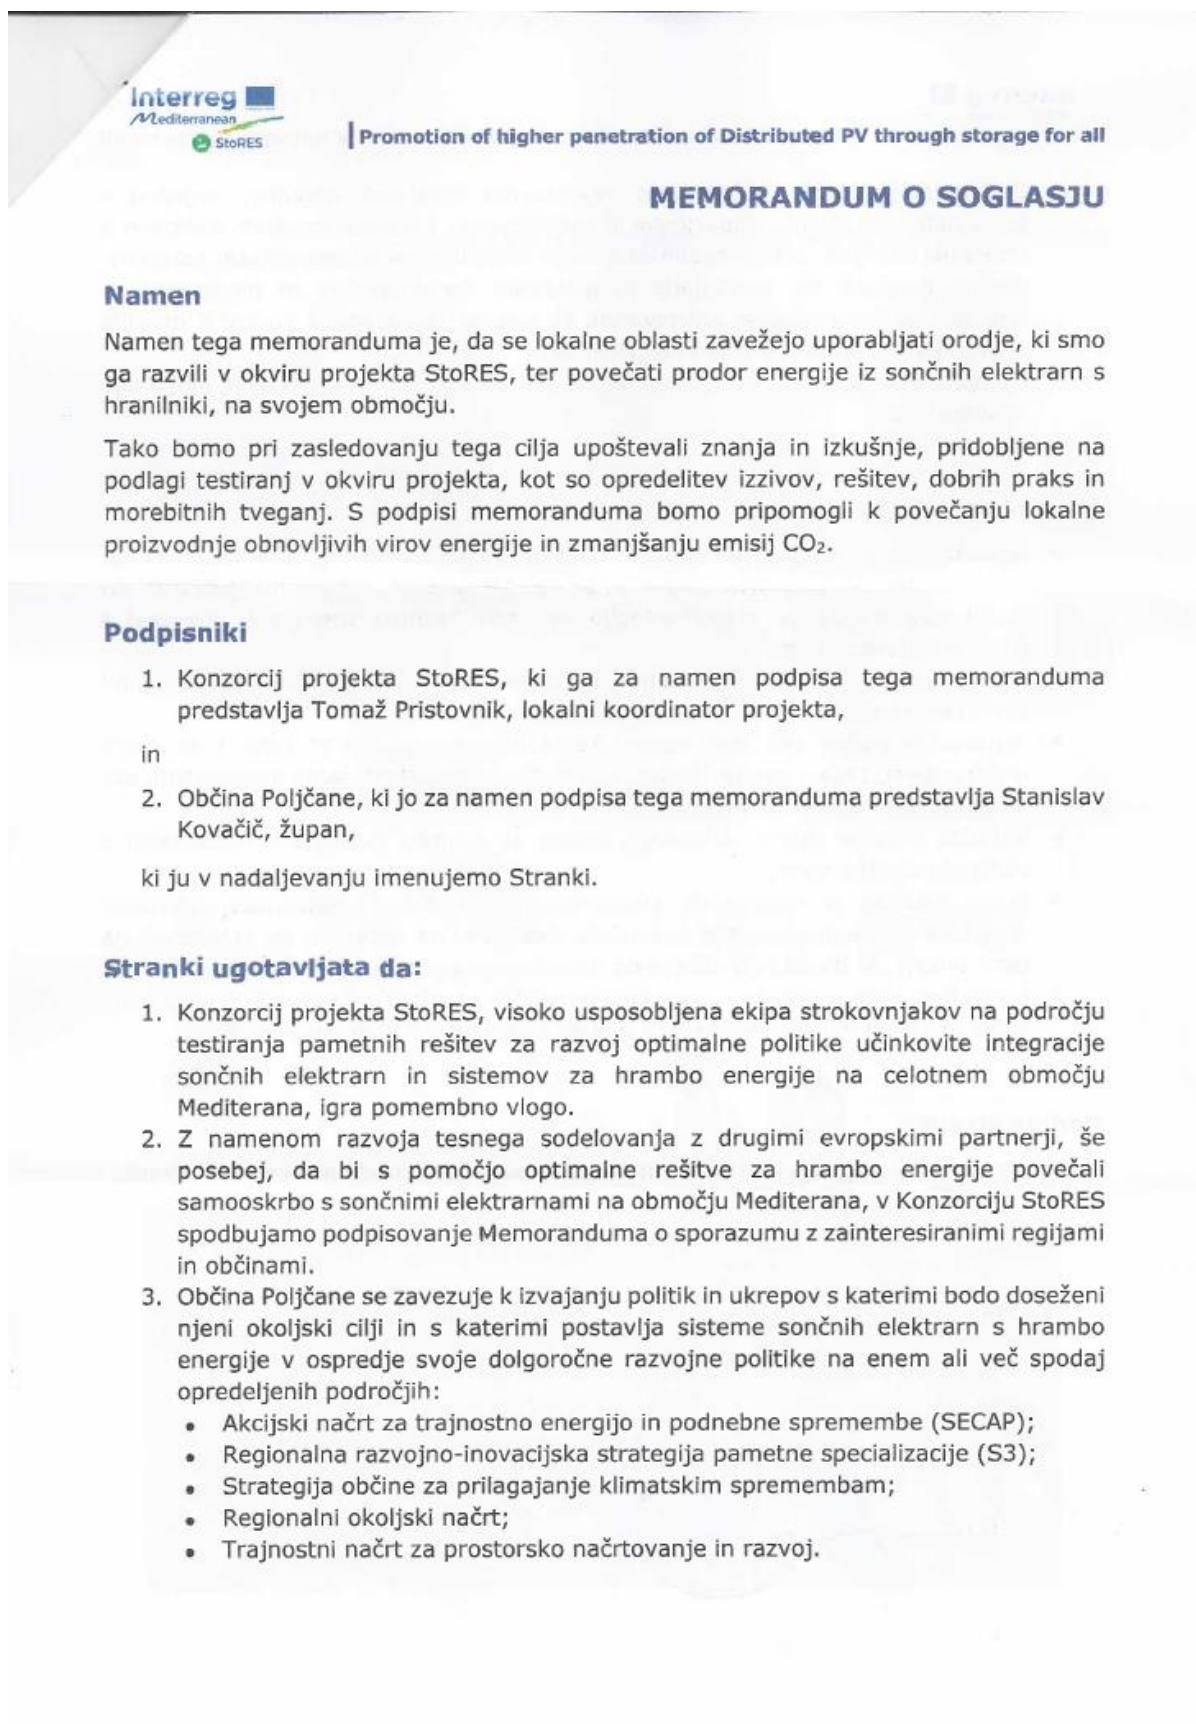 Interreg
Mediterranean
StoRES
Promotion of higher penetration of Distributed PV through storage for all
MEMORANDUM O SOGLASJU
Namen
Namen tega memoranduma je, da se lokalne oblasti zavežejo uporabljati orodje, ki smo
ga razvili v okviru projekta StoRES, ter povečati prodor energije iz sončnih elektrarn s
hranilniki, na svojem območju.
Tako bomo pri zasledovanju tega cilja upoštevali znanja in izkušnje, pridobljene na
podlagi testiranj v okviru projekta, kot so opredelitev izzivov, rešitev, dobrih praks in
morebitnih tveganj. S podpisi memoranduma bomo pripomogli k povečanju lokalne
proizvodnje obnovljivih virov energije in zmanjšanju emisij CO₂.
Podpisniki
1. Konzorcij projekta StoRES, ki ga za namen podpisa tega memoranduma
predstavlja Tomaž Pristovnik, lokalni koordinator projekta,
in
2. Občina Poljčane, ki jo za namen podpisa tega memoranduma predstavlja Stanislav
Kovačič, župan,
ki ju v nadaljevanju imenujemo Stranki.
Stranki ugotavljata da:
1. Konzorcij projekta StoRES, visoko usposobljena ekipa strokovnjakov na področju
testiranja pametnih rešitev za razvoj optimalne politike učinkovite integracije
sončnih elektrarn in sistemov za hrambo energije na celotnem območju
Mediterana, igra pomembno vlogo.
2. Z namenom razvoja tesnega sodelovanja z drugimi evropskimi partnerji, še
posebej, da bi s pomočjo optimalne rešitve za hrambo energije povečali
samooskrbo s sončnimi elektrarnami na območju Mediterana, v Konzorciju StoRES
spodbujamo podpisovanje Memoranduma o sporazumu z zainteresiranimi regijami
in občinami.
3. Občina Poljčane se zavezuje k izvajanju politik in ukrepov s katerimi bodo doseženi
njeni okoljski cilji in s katerimi postavlja sisteme sončnih elektrarn s hrambo
energije v ospredje svoje dolgoročne razvojne politike na enem ali več spodaj
opredeljenih področjih:
• Akcijski načrt za trajnostno energijo in podnebne spremembe (SECAP);
• Regionalna razvojno-inovacijska strategija pametne specializacije (S3);
• Strategija občine za prilagajanje klimatskim spremembam;
• Regionalni okoljski načrt;
• Trajnostni načrt za prostorsko načrtovanje in razvoj.